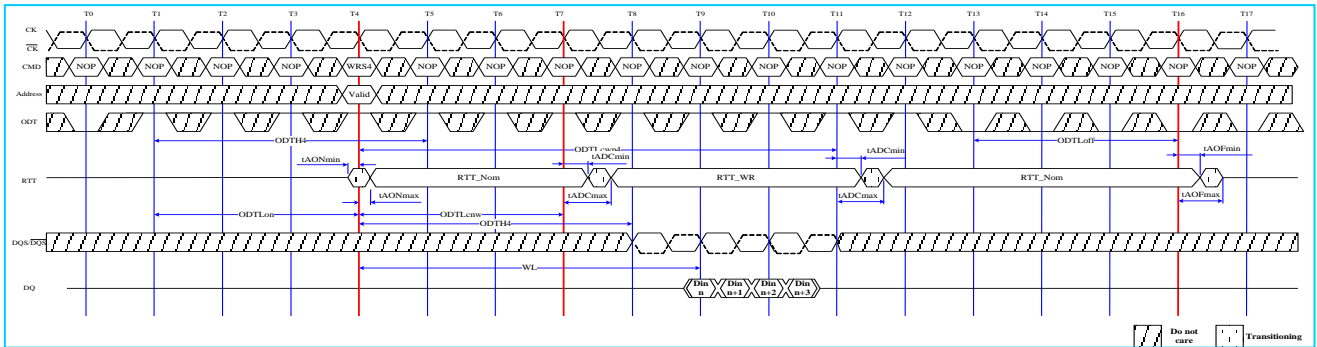 T0 T1 T2 T3 T4 T5 T6 T7 T8 T9 T10 T11 T12 T13 T14 T15 T16 T17
CK
CK
CMD NOP NOP NOP NOP WRS4 NOP NOP NOP NOP NOP NOP NOP NOP NOP NOP NOP NOP NOP
Address Valid
ODT
ODTH4 ODTLcwn4 ODTLoff
tAONmin tADCmin tADCmin tAOFmin
RTT RTT_Nom RTT_WR RTT_Nom
tAONmax tADCmax tADCmax tAOFmax
ODTLon ODTLcnw
ODTH4
DQS/DQS
WL
DQ Din n Din n+1 Din n+2 Din n+3
Do not care Transitioning